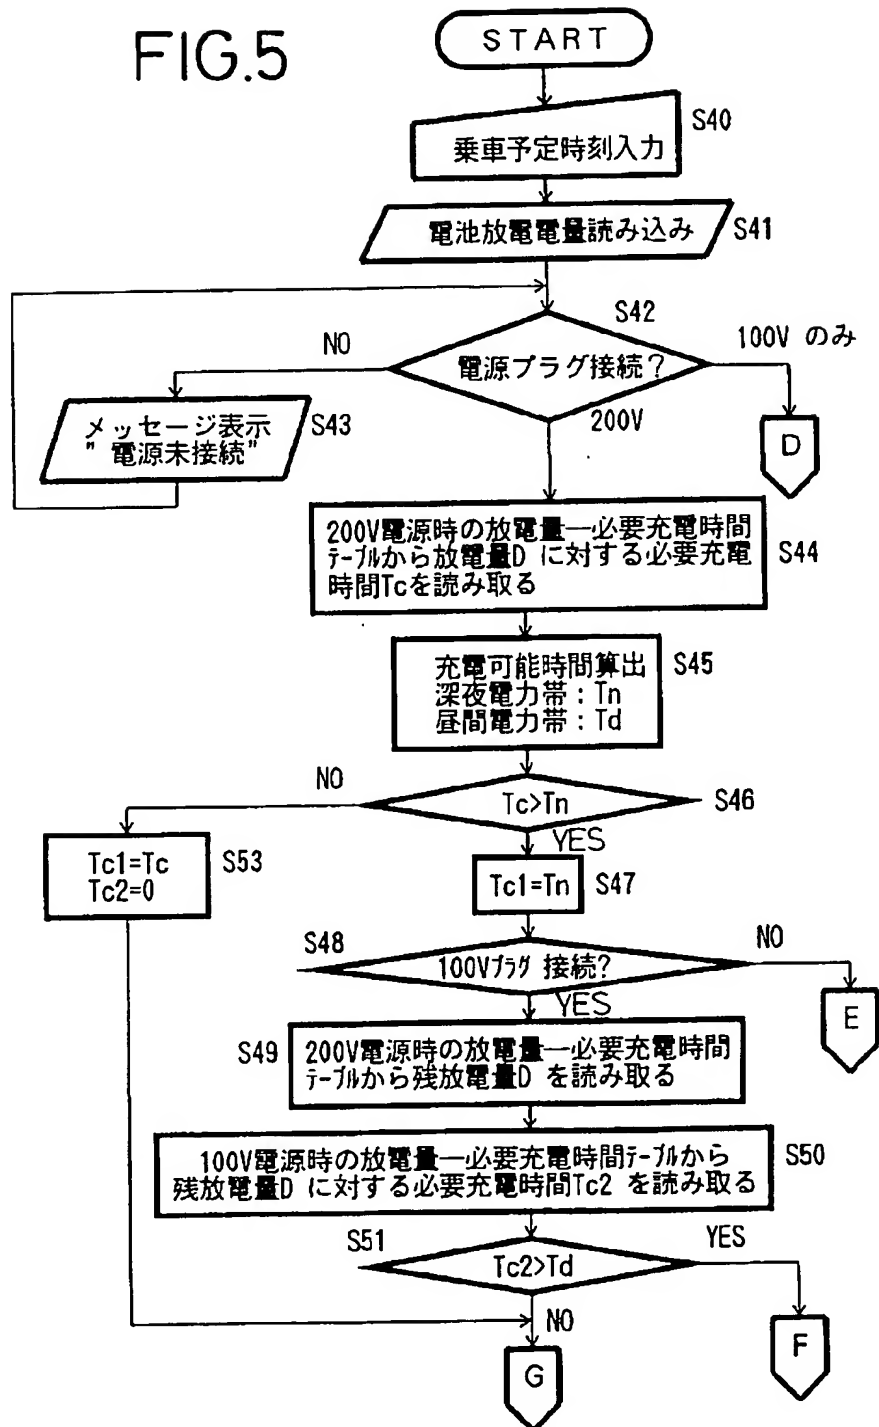 FIG.5
START
乗車予定時刻入力
S40
電池放電電量読み込み
S41
S42
電源プラグ接続?
NO
100V のみ
200V
D
メッセージ表示
" 電源未接続"
S43
200V電源時の放電量―必要充電時間
テーブルから放電量D に対する必要充電
時間Tcを読み取る
S44
充電可能時間算出
深夜電力帯:Tn
昼間電力帯:Td
S45
NO
Tc>Tn
S46
YES
Tc1=Tc
Tc2=0
S53
Tc1=Tn
S47
S48
100Vプラグ 接続?
NO
YES
E
S49
200V電源時の放電量―必要充電時間
テーブルから残放電量D を読み取る
100V電源時の放電量―必要充電時間テーブルから
残放電量D に対する必要充電時間Tc2 を読み取る
S50
S51
Tc2>Td
YES
NO
F
G